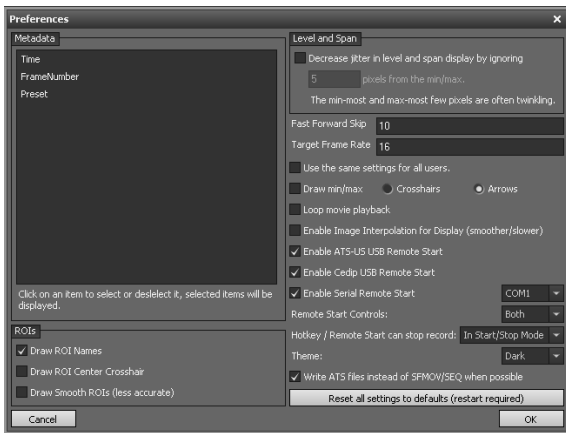 Preferences
Metadata
Time
FrameNumber
Preset
Click on an item to select or deslelect it, selected items will be
displayed.
ROIs
Draw ROI Names
Draw ROI Center Crosshair
Draw Smooth ROIs (less accurate)
Cancel
Level and Span
Decrease jitter in level and span display by ignoring
5 pixels from the min/max.
The min-most and max-most few pixels are often twinkling.
Fast Forward Skip 10
Target Frame Rate 16
Use the same settings for all users.
Draw min/max Crosshairs Arrows
Loop movie playback
Enable Image Interpolation for Display (smoother/slower)
Enable ATS-US USB Remote Start
Enable Cedip USB Remote Start
Enable Serial Remote Start COM1
Remote Start Controls: Both
Hotkey / Remote Start can stop record: In Start/Stop Mode
Theme: Dark
Write ATS files instead of SFMOV/SEQ when possible
Reset all settings to defaults (restart required)
OK